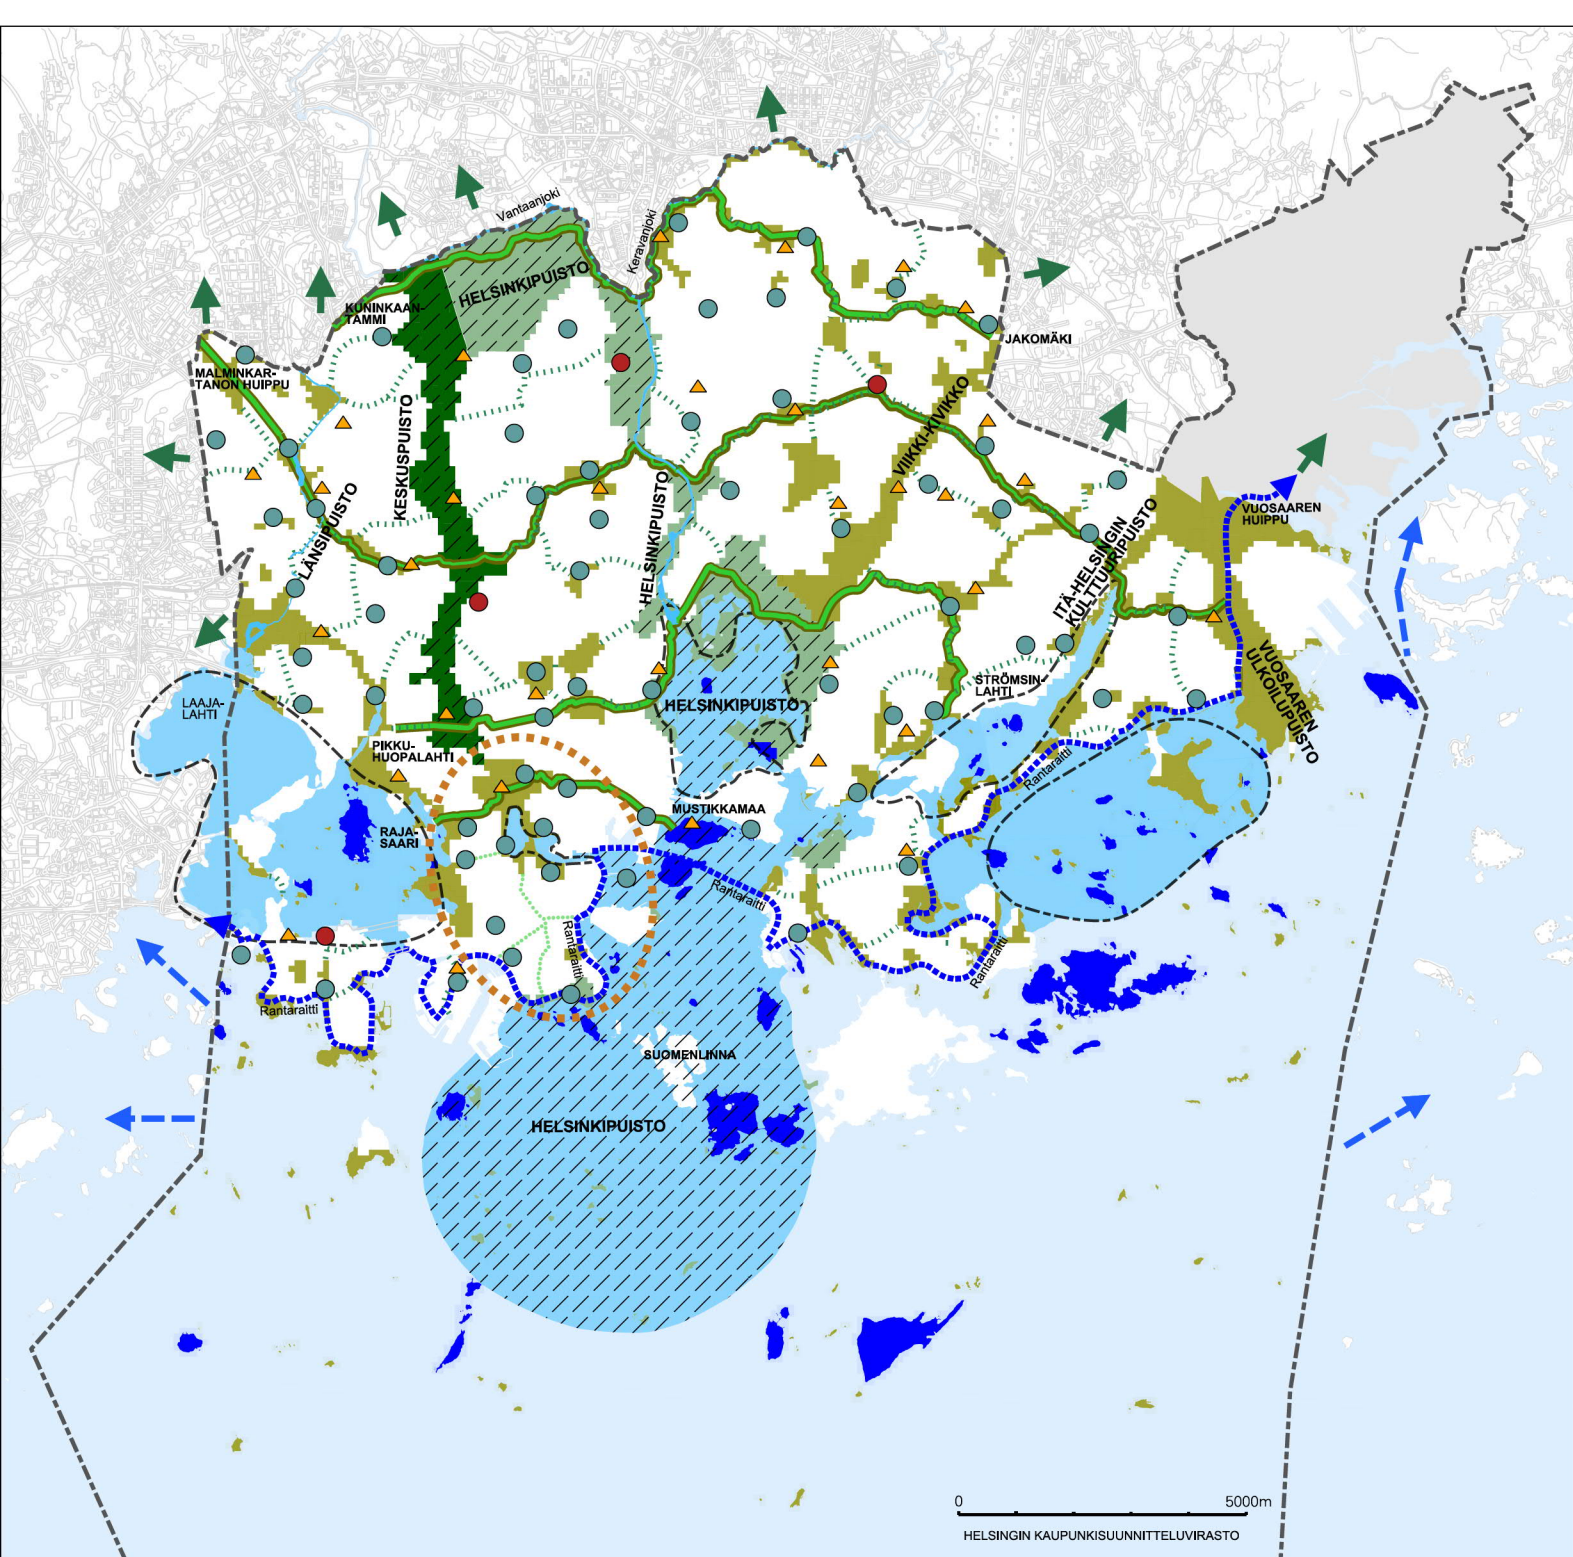 Vantaanjoki
Keravanjoki
HELSINKIPUISTO
KUNINKAAN-
TAMMI
JAKOMÄKI
MALMINKAR-
TANON HUIPPU
KESKUSPUISTO
VIIKKI-KIVIKKO
LÄNSIPUISTO
HELSINKIPUISTO
ITÄ-HELSINGIN
KULTTUURIPUISTO
VUOSAAREN
HUIPPU
VUOSAAREN
ULKOILUPUISTO
STRÖMSIN-
LAHTI
LAAJA-
LAHTI
HELSINKIPUISTO
PIKKU-
HUOPALAHTI
Rantaraitti
MUSTIKKAMAA
RAJA-
SAARI
Rantaraitti
Rantaraitti
Rantaraitti
Rantaraitti
SUOMENLINNA
HELSINKIPUISTO
0 5000m
HELSINGIN KAUPUNKISUUNNITTELUVIRASTO